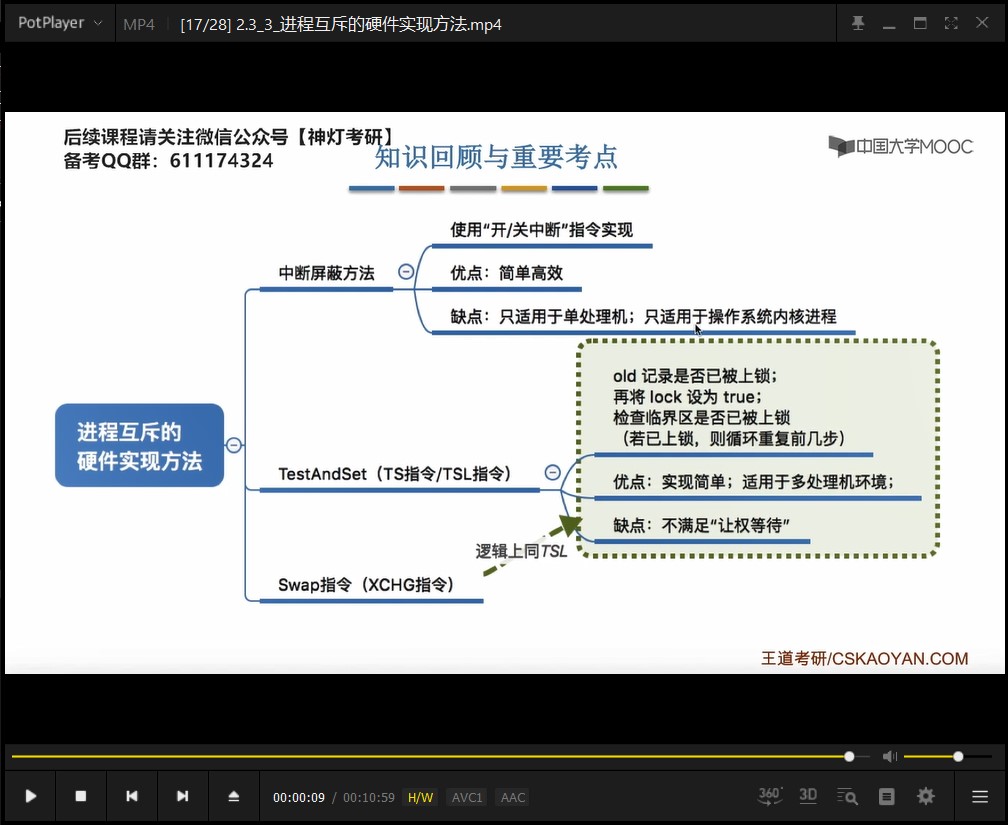 PotPlayer
MP4
[17/28] 2.3_3_进程互斥的硬件实现方法.mp4
后续课程请关注微信公众号【神灯考研】
备考QQ群：611174324
知识回顾与重要考点
中国大学MOOC
使用“开/关中断”指令实现
中断屏蔽方法
优点：简单高效
缺点：只适用于单处理机；只适用于操作系统内核进程
old 记录是否已被上锁；
再将 lock 设为 true；
检查临界区是否已被上锁
（若已上锁，则循环重复前几步）
进程互斥的
硬件实现方法
TestAndSet（TS指令/TSL指令）
优点：实现简单；适用于多处理机环境；
缺点：不满足“让权等待”
逻辑上同TSL
Swap指令（XCHG指令）
王道考研/CSKAOYAN.COM
00:00:09 / 00:10:59 H/W AVC1 AAC
360°
3D